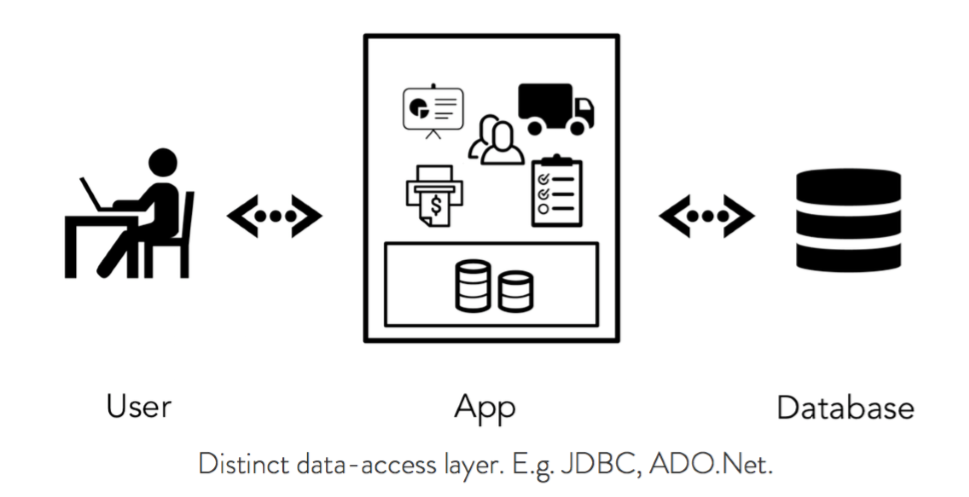 $
User
App
Database
Distinct data-access layer. E.g. JDBC, ADO.Net.